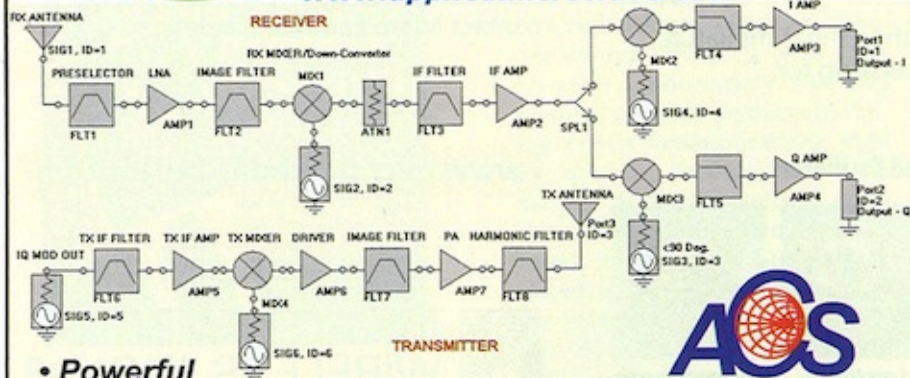 RECEIVER
RX ANTENNA
SIG1, ID=1
PRESELECTOR
FLT1
LNA
AMP1
IMAGE FILTER
FLT2
RX MIXER/Down-Converter
MIX1
SIG2, ID=2
ATN1
IF FILTER
FLT3
IF AMP
AMP2
SPL1
MIX2
SIG4, ID=4
FLT4
I AMP
AMP3
Port1
ID=1
Output - I
MIX3
<90 Deg,
SIG3, ID=3
FLT5
Q AMP
AMP4
Port2
ID=2
Output - Q
TX ANTENNA
Port3
ID=3
IQ MOD OUT
SIG5, ID=5
TX IF FILTER
FLT6
TX IF AMP
AMP5
TX MIXER
MIX4
SIG6, ID=6
DRIVER
AMP6
IMAGE FILTER
FLT7
PA
AMP7
HARMONIC FILTER
FLT8
TRANSMITTER
ACS
• Powerful